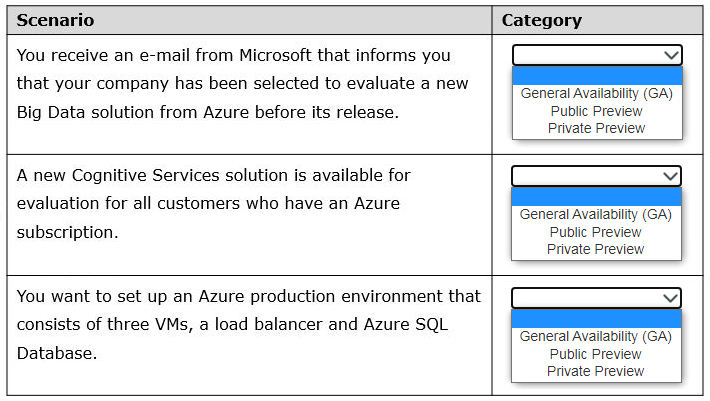 Scenario Category
You receive an e-mail from Microsoft that informs you
that your company has been selected to evaluate a new
Big Data solution from Azure before its release.
General Availability (GA)
Public Preview
Private Preview
A new Cognitive Services solution is available for
evaluation for all customers who have an Azure
subscription.
General Availability (GA)
Public Preview
Private Preview
You want to set up an Azure production environment that
consists of three VMs, a load balancer and Azure SQL
Database.
General Availability (GA)
Public Preview
Private Preview